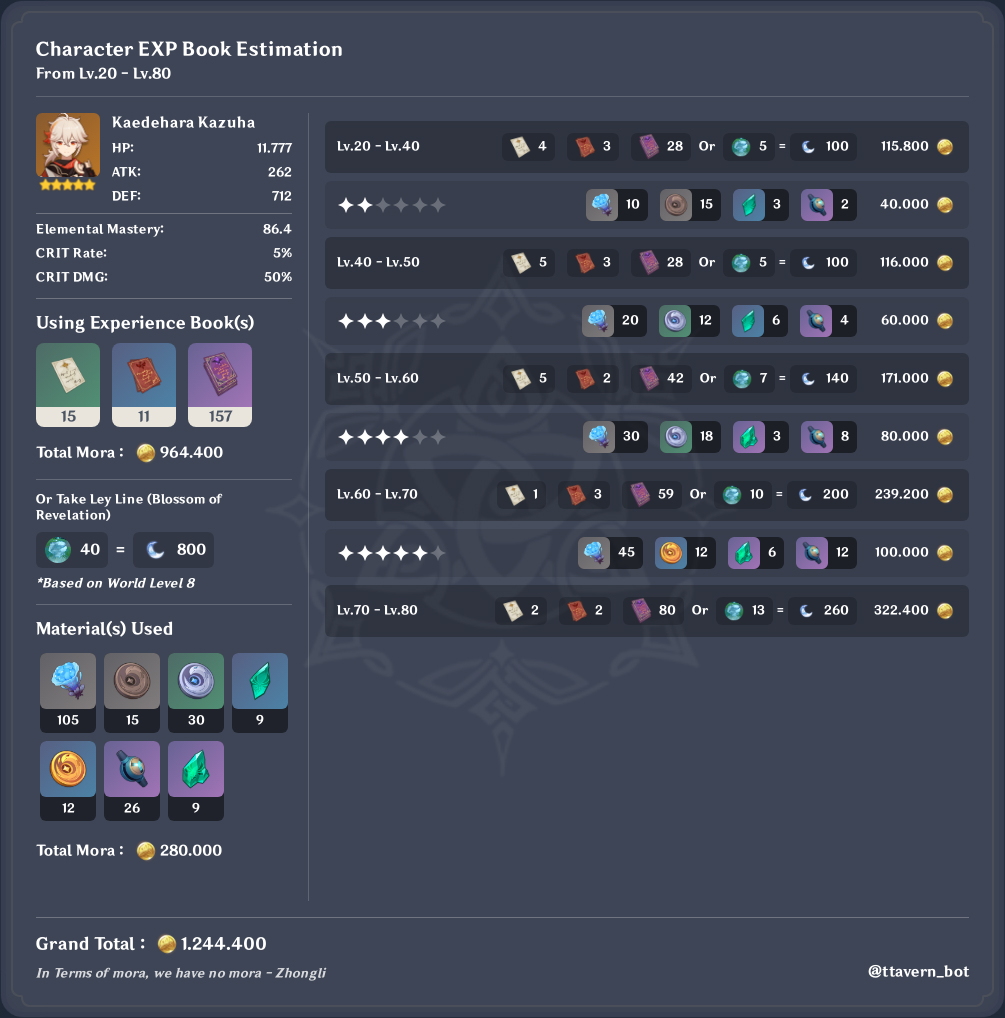 Character EXP Book Estimation
From Lv.20 - Lv.80
Kaedehara Kazuha
HP: 11.777
ATK: 262
DEF: 712
Elemental Mastery: 86.4
CRIT Rate: 5%
CRIT DMG: 50%
Using Experience Book(s)
15 11 157
Total Mora : 964.400
Or Take Ley Line (Blossom of
Revelation)
40 = 800
*Based on World Level 8
Material(s) Used
105 15 30 9
12 26 9
Total Mora : 280.000
Lv.20 - Lv.40 4 3 28 Or 5 = 100 115.800
10 15 3 2 40.000
Lv.40 - Lv.50 5 3 28 Or 5 = 100 116.000
20 12 6 4 60.000
Lv.50 - Lv.60 5 2 42 Or 7 = 140 171.000
30 18 3 8 80.000
Lv.60 - Lv.70 1 3 59 Or 10 = 200 239.200
45 12 6 12 100.000
Lv.70 - Lv.80 2 2 80 Or 13 = 260 322.400
Grand Total : 1.244.400
In Terms of mora, we have no mora - Zhongli
@ttavern_bot